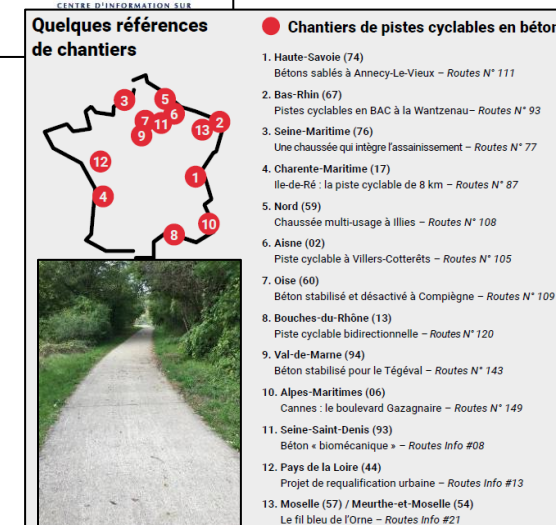 CENTRE D'INFORMATION SUR
Quelques références
de chantiers
3
5
6
7
11
13
2
9
12
1
4
10
8
Chantiers de pistes cyclables en béton
1. Haute-Savoie (74)
Bétons sablés à Annecy-Le-Vieux – Routes N° 111
2. Bas-Rhin (67)
Pistes cyclables en BAC à la Wantzenau– Routes N° 93
3. Seine-Maritime (76)
Une chaussée qui intègre l'assainissement – Routes N° 77
4. Charente-Maritime (17)
Ile-de-Ré : la piste cyclable de 8 km – Routes N° 87
5. Nord (59)
Chaussée multi-usage à Illies – Routes N° 108
6. Aisne (02)
Piste cyclable à Villers-Cotterêts – Routes N° 105
7. Oise (60)
Béton stabilisé et désactivé à Compiègne – Routes N° 109
8. Bouches-du-Rhône (13)
Piste cyclable bidirectionnelle – Routes N° 120
9. Val-de-Marne (94)
Béton stabilisé pour le Tégéval – Routes N° 143
10. Alpes-Maritimes (06)
Cannes : le boulevard Gazagnaire – Routes N° 149
11. Seine-Saint-Denis (93)
Béton « biomécanique » – Routes Info #08
12. Pays de la Loire (44)
Projet de requalification urbaine – Routes Info #13
13. Moselle (57) / Meurthe-et-Moselle (54)
Le fil bleu de l'Orne – Routes Info #21